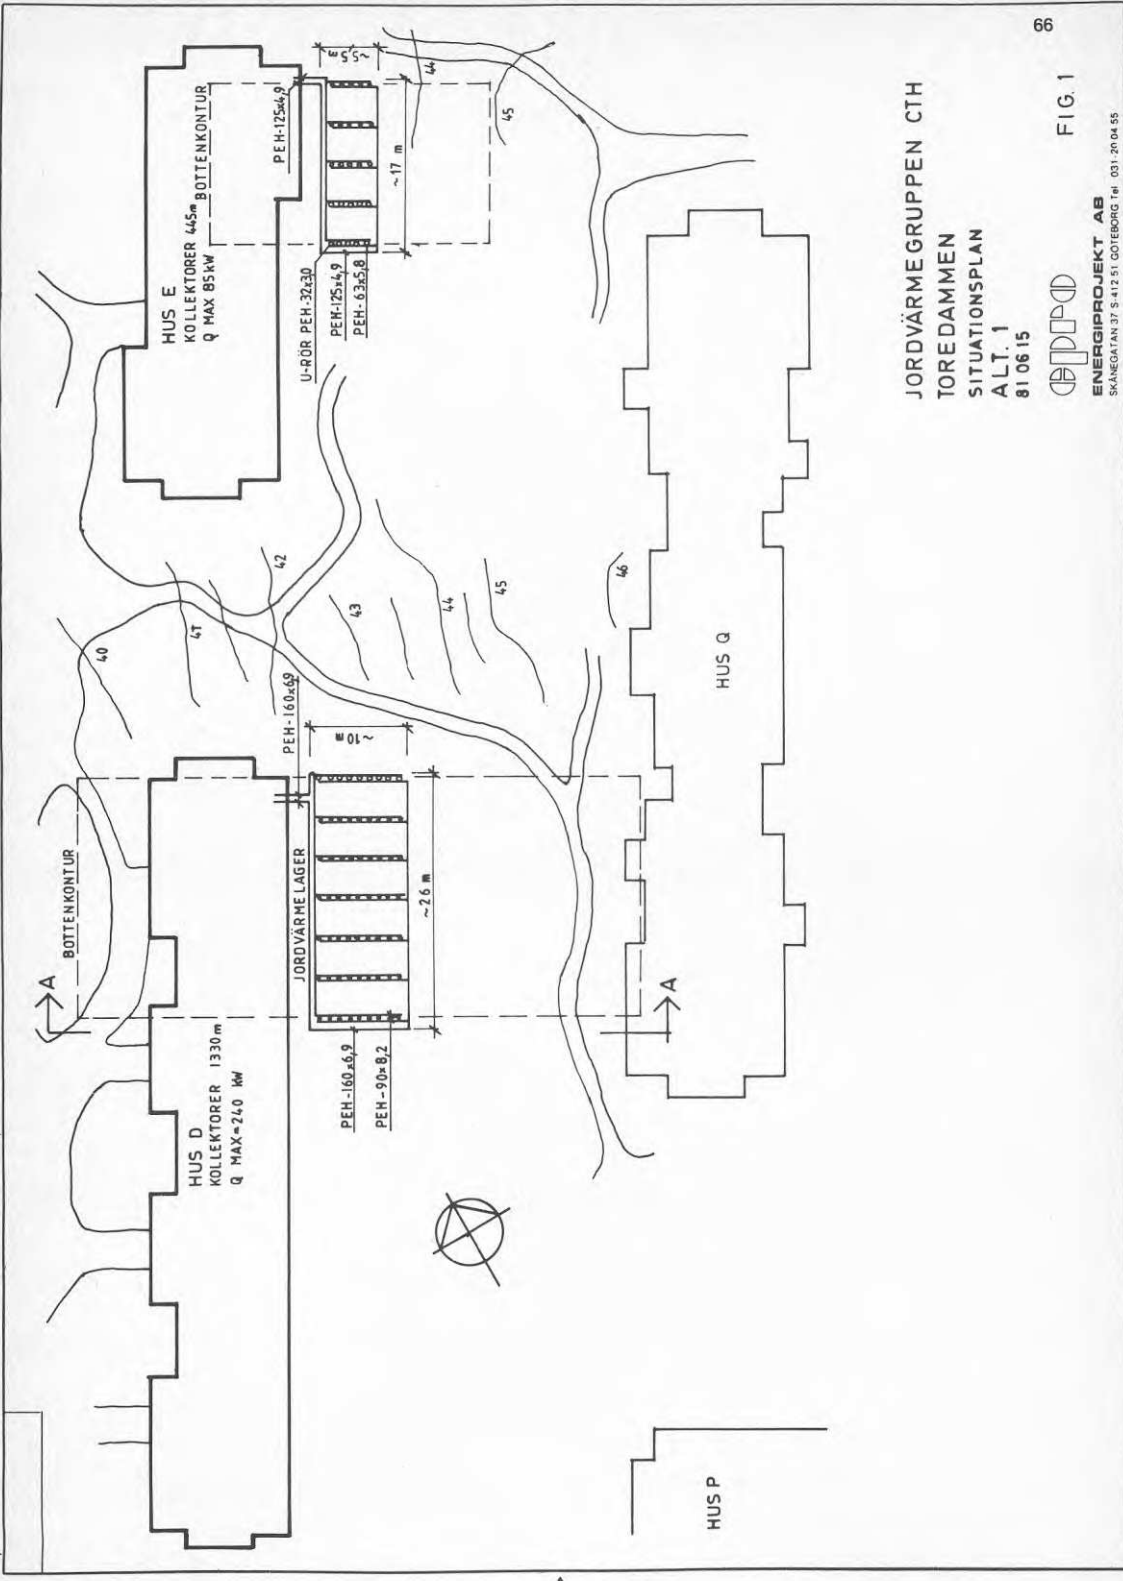 66
HUS E
KOLLEKTORER 445m
Q MAX 85kW
BOTTENKONTUR
PEH-125x4,9
~5,5 m
~17 m
U-RÖR PEH-32x3,0
PEH-125x4,9
PEH-63x5,8
44
45
40
41
42
43
44
45
46
BOTTENKONTUR
A
HUS D
KOLLEKTORER 1330m
Q MAX=240 KW
JORDVÄRMELAGER
PEH-160x6,9
~10 m
~26 m
PEH-160x6,9
PEH-90x8,2
A
HUS Q
HUS P
JORDVÄRMEGRUPPEN CTH
TOREDAMMEN
SITUATIONSPLAN
ALT. 1
81 06 15
FIG. 1
ENERGIPROJEKT AB
SKÅNEGATAN 37 S-412 51 GÖTEBORG Tel 031-20 04 55